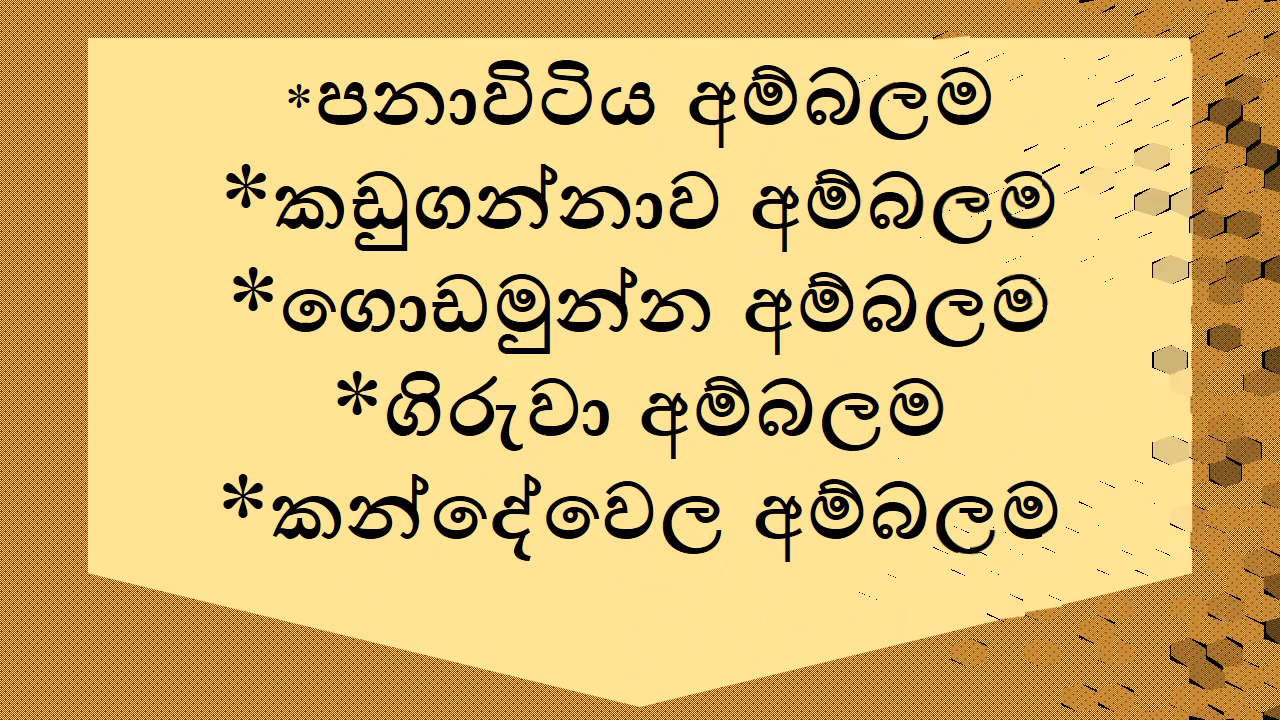 *පනාවිටිය අම්බලම
*කඩුගන්නාව අම්බලම
*ගොඩමුන්න අම්බලම
*ගිරුවා අම්බලම
*කන්දේවෙල අම්බලම